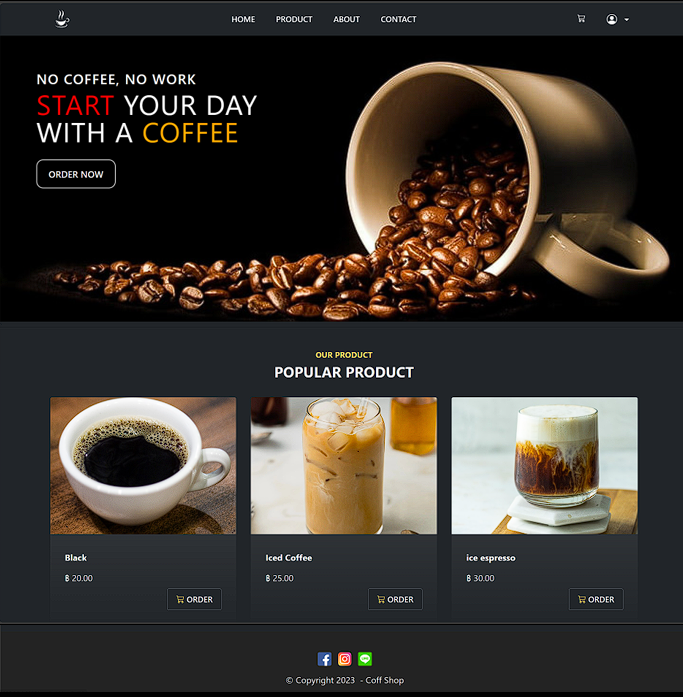 HOME PRODUCT ABOUT CONTACT
NO COFFEE, NO WORK
START YOUR DAY
WITH A COFFEE
ORDER NOW
OUR PRODUCT
POPULAR PRODUCT
Black
฿ 20.00
ORDER
Iced Coffee
฿ 25.00
ORDER
ice espresso
฿ 30.00
ORDER
© Copyright 2023 - Coff Shop